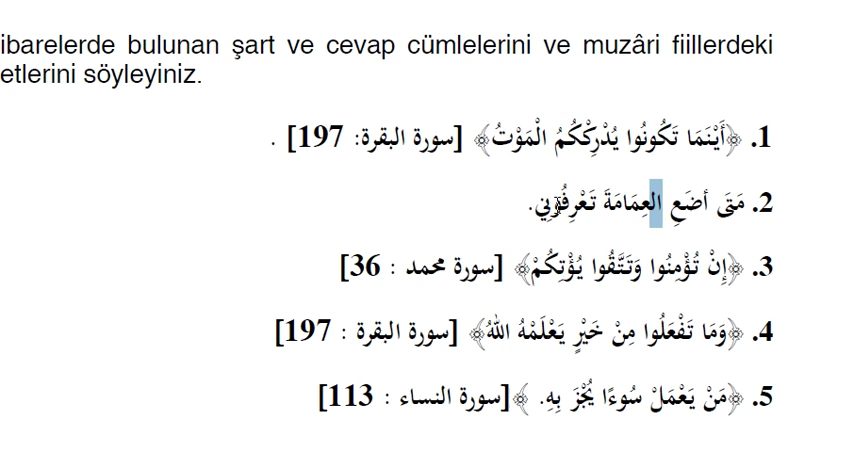 ibarelerde bulunan şart ve cevap cümlelerini ve muzâri fiillerdeki
etlerini söyleyiniz.
1. ﴿أَيْنَمَا تَكُونُوا يُدْرِكْكُمُ الْمَوْتُ﴾ [سورة البقرة: 197] .
2. مَتَى أضَعِ العِمَامَةَ تَعْرِفُونِي.
3. ﴿إِنْ تُؤْمِنُوا وَتَتَّقُوا يُؤْتِكُمْ﴾ [سورة محمد : 36]
4. ﴿وَمَا تَفْعَلُوا مِنْ خَيْرٍ يَعْلَمْهُ اللهُ﴾ [سورة البقرة : 197]
5. ﴿مَنْ يَعْمَلْ سُوءًا يُجْزَ بِهِ. ﴾[سورة النساء : 113]